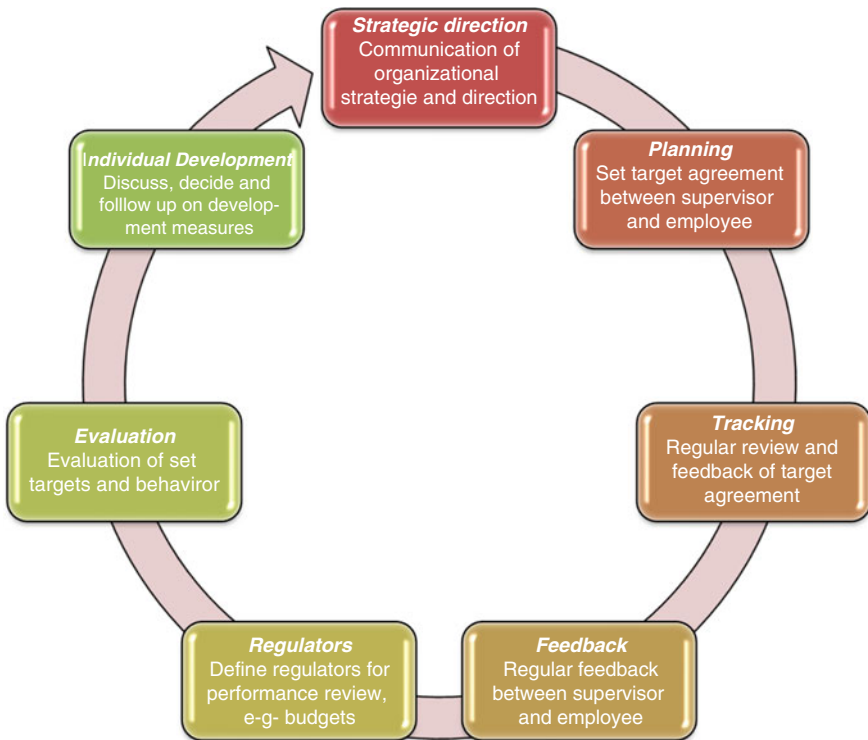 Strategic direction
Communication of
organizational
strategie and direction
Planning
Set target agreement
between supervisor
and employee
Tracking
Regular review and
feedback of target
agreement
Feedback
Regular feedback
between supervisor
and employee
Regulators
Define regulators for
performance review,
e-g- budgets
Evaluation
Evaluation of set
targets and behaviror
Individual Development
Discuss, decide and
folllow up on develop-
ment measures